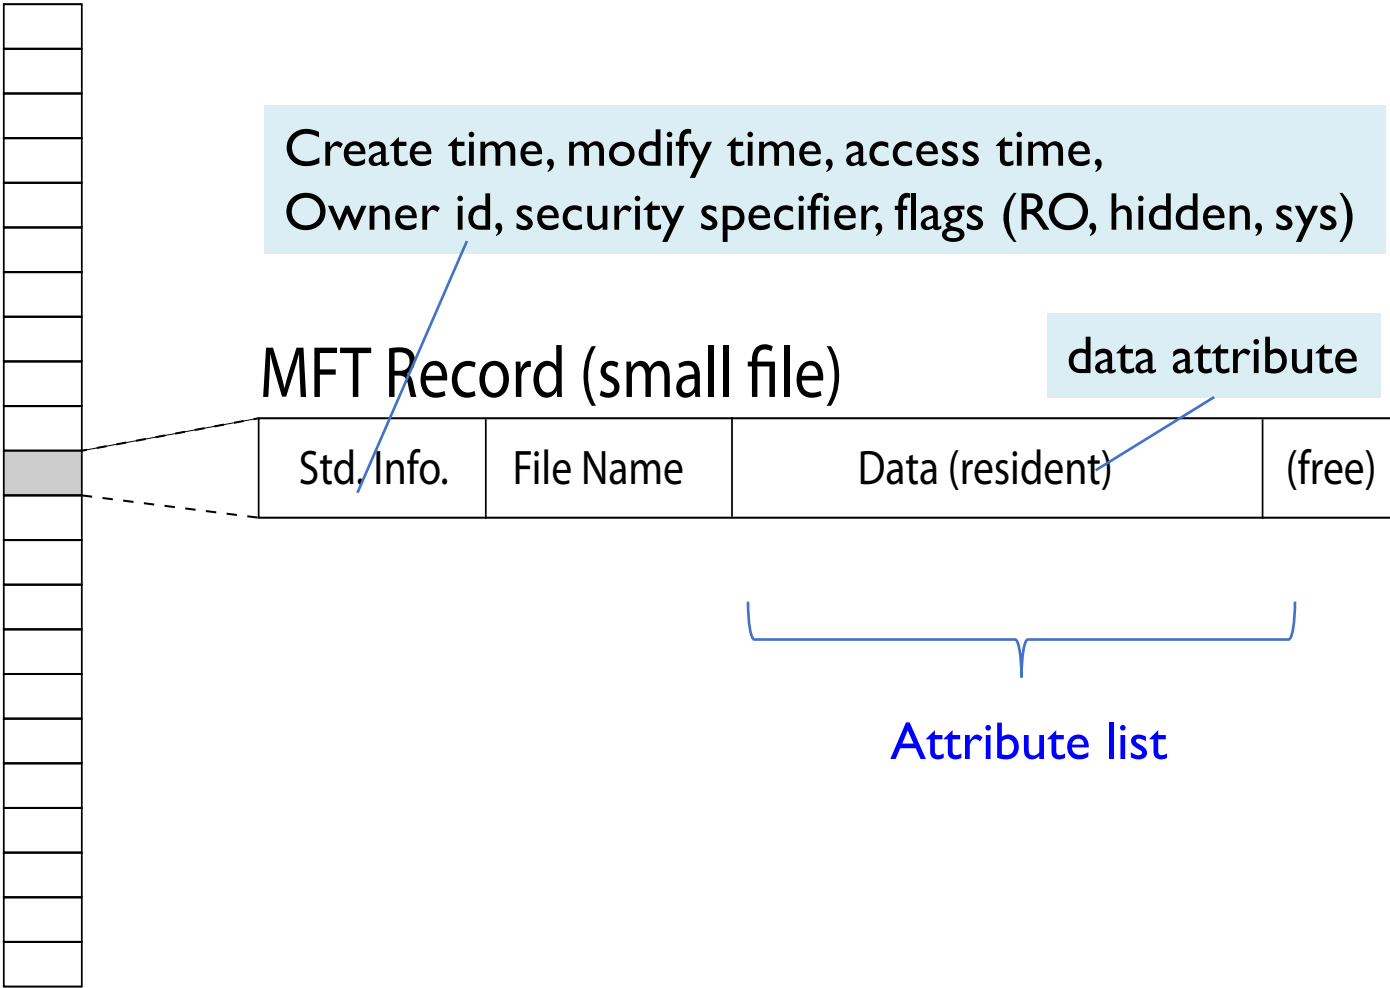 Create time, modify time, access time,
Owner id, security specifier, flags (RO, hidden, sys)
MFT Record (small file)
data attribute
Std. Info.
File Name
Data (resident)
(free)
Attribute list